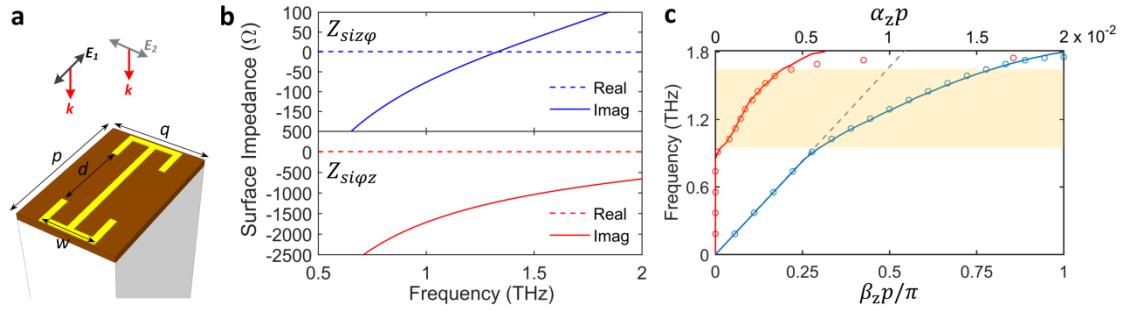 a
E₁
E₂
k
k
p
q
d
w
b
Surface Impedance (Ω)
100
50
0
-50
-100
-150
Z_sizφ
Real
Imag
500
0
-500
-1000
-1500
-2000
-2500
Z_siφz
Real
Imag
0.5
1
1.5
2
Frequency (THz)
c
α_z p
0
0.5
1
1.5
2 x 10⁻²
Frequency (THz)
1.8
1.2
0.6
0
0
0.25
0.5
0.75
1
β_z p/π